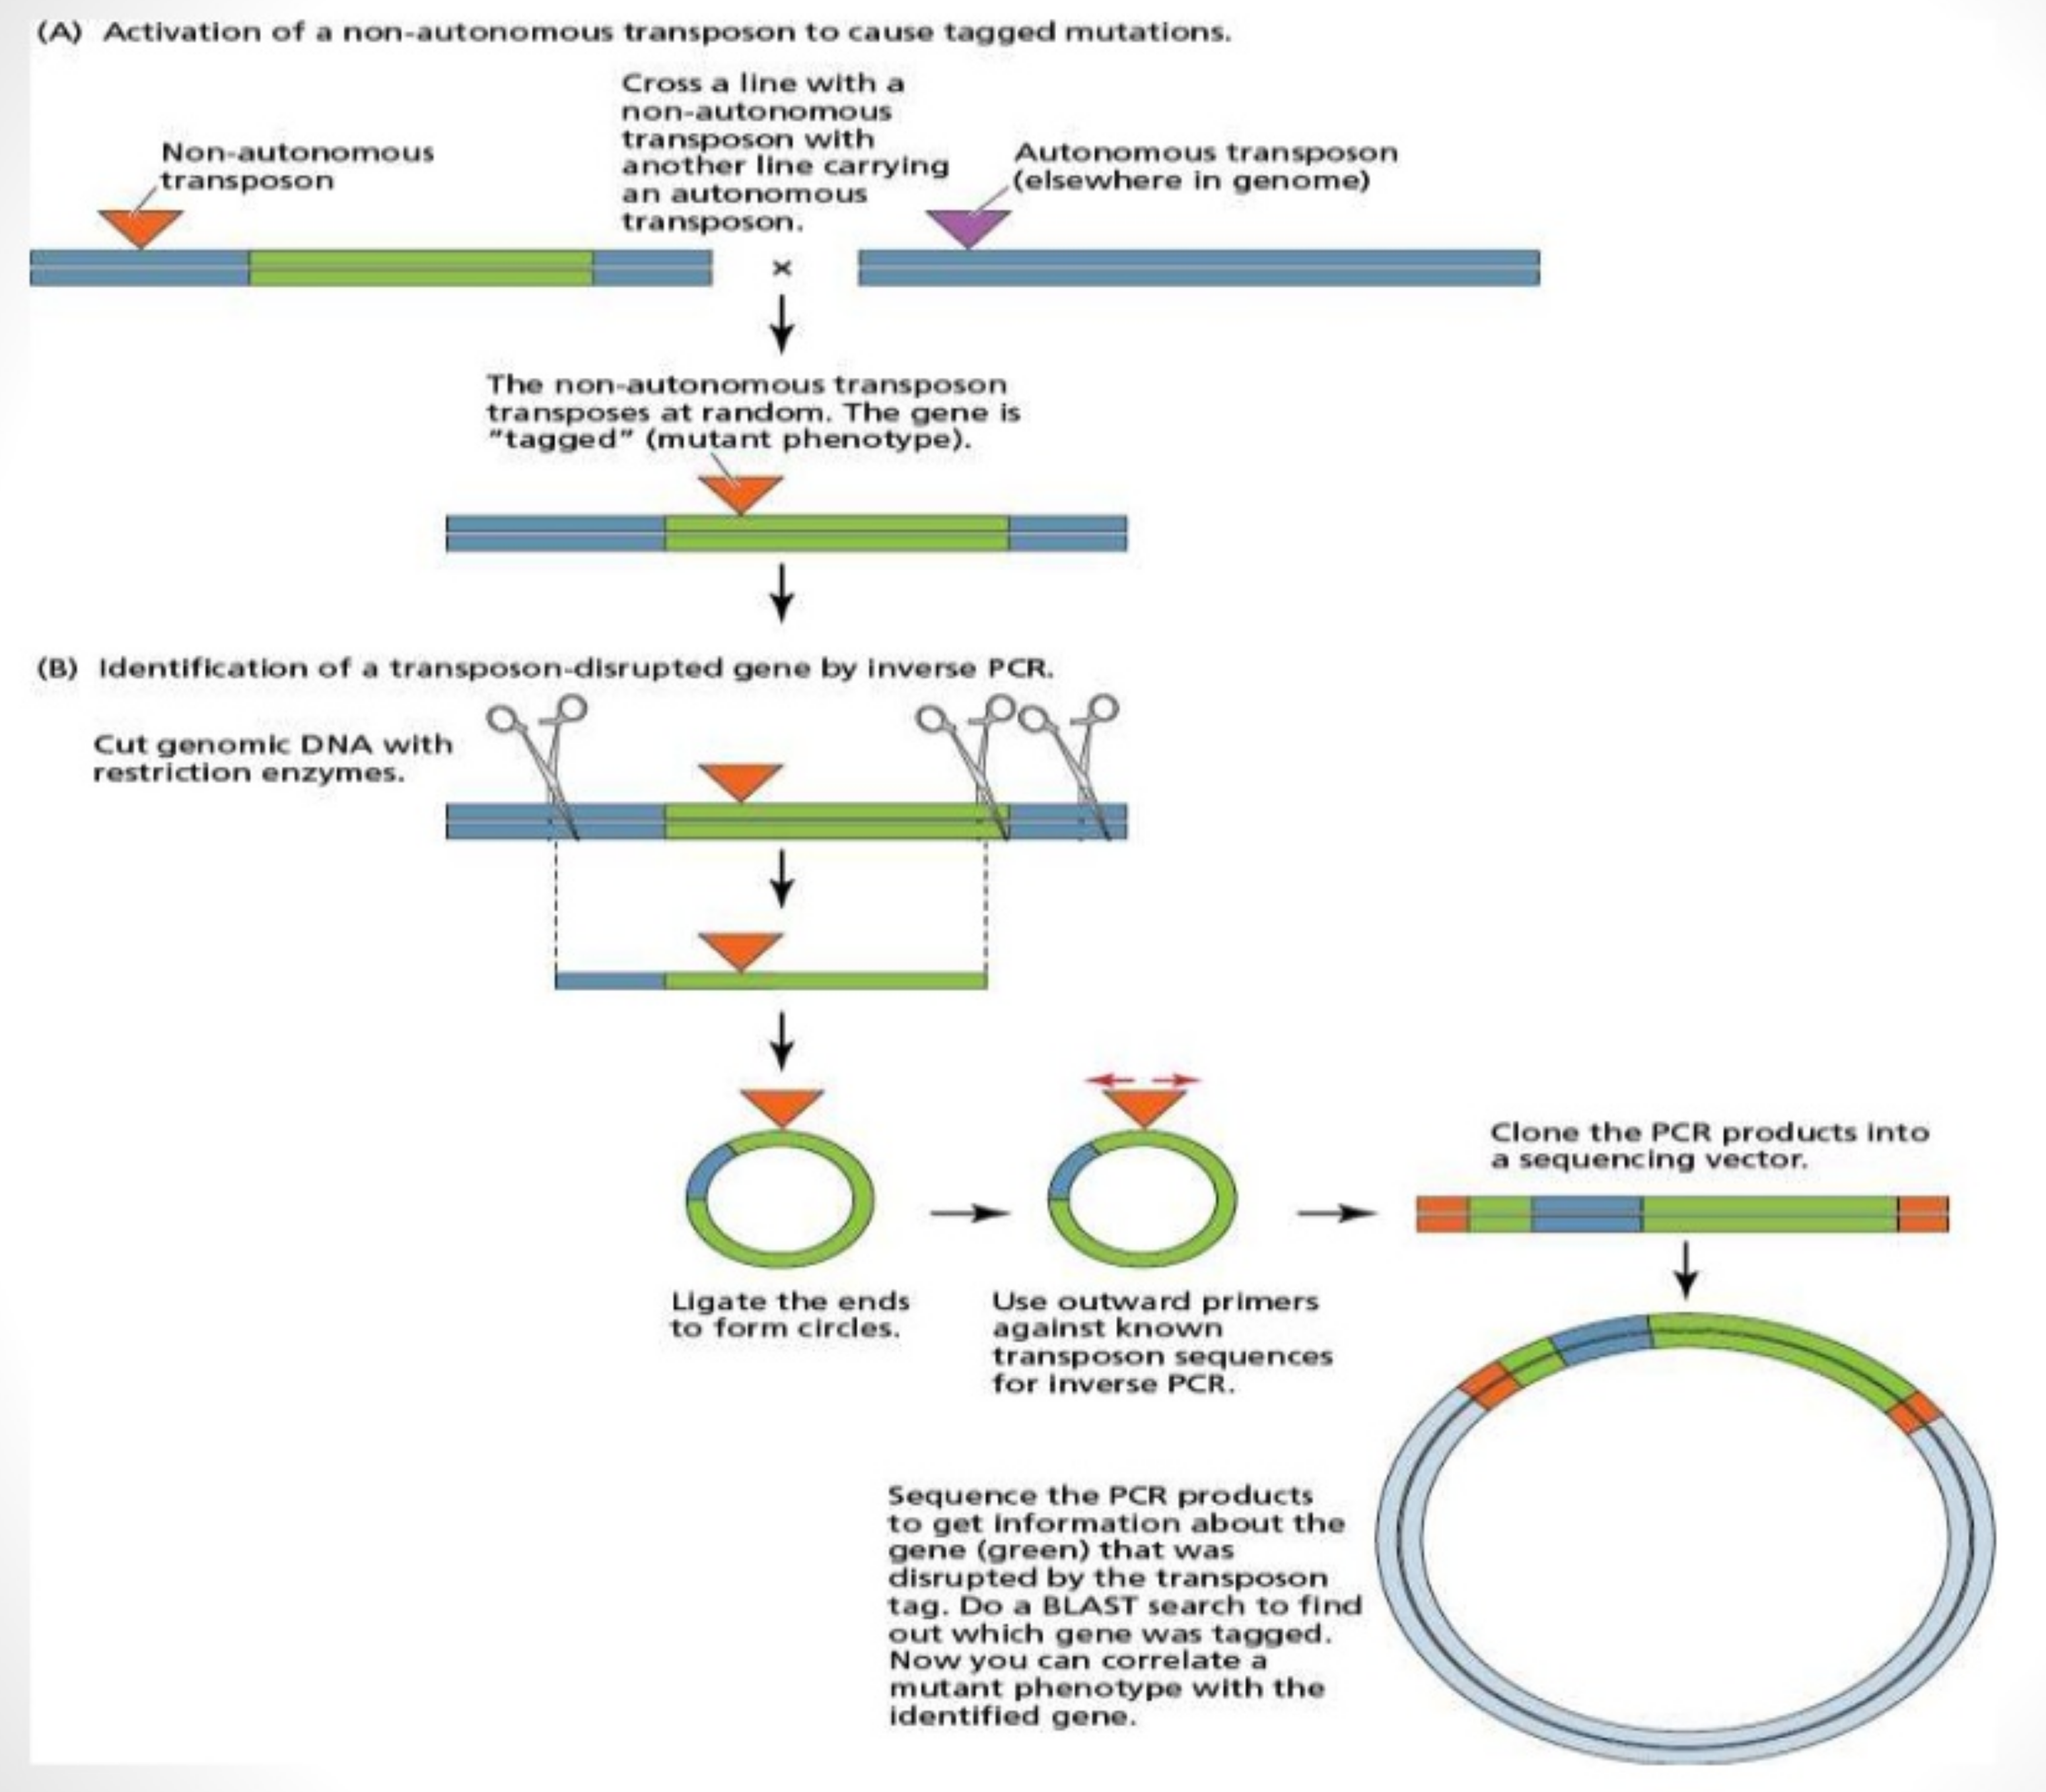 (A) Activation of a non-autonomous transposon to cause tagged mutations.
Cross a line with a
non-autonomous
transposon with
another line carrying
an autonomous
transposon.
Non-autonomous
transposon
Autonomous transposon
(elsewhere in genome)
×
The non-autonomous transposon
transposes at random. The gene is
"tagged" (mutant phenotype).
(B) Identification of a transposon-disrupted gene by inverse PCR.
Cut genomic DNA with
restriction enzymes.
Clone the PCR products into
a sequencing vector.
Ligate the ends
to form circles.
Use outward primers
against known
transposon sequences
for inverse PCR.
Sequence the PCR products
to get information about the
gene (green) that was
disrupted by the transposon
tag. Do a BLAST search to find
out which gene was tagged.
Now you can correlate a
mutant phenotype with the
identified gene.